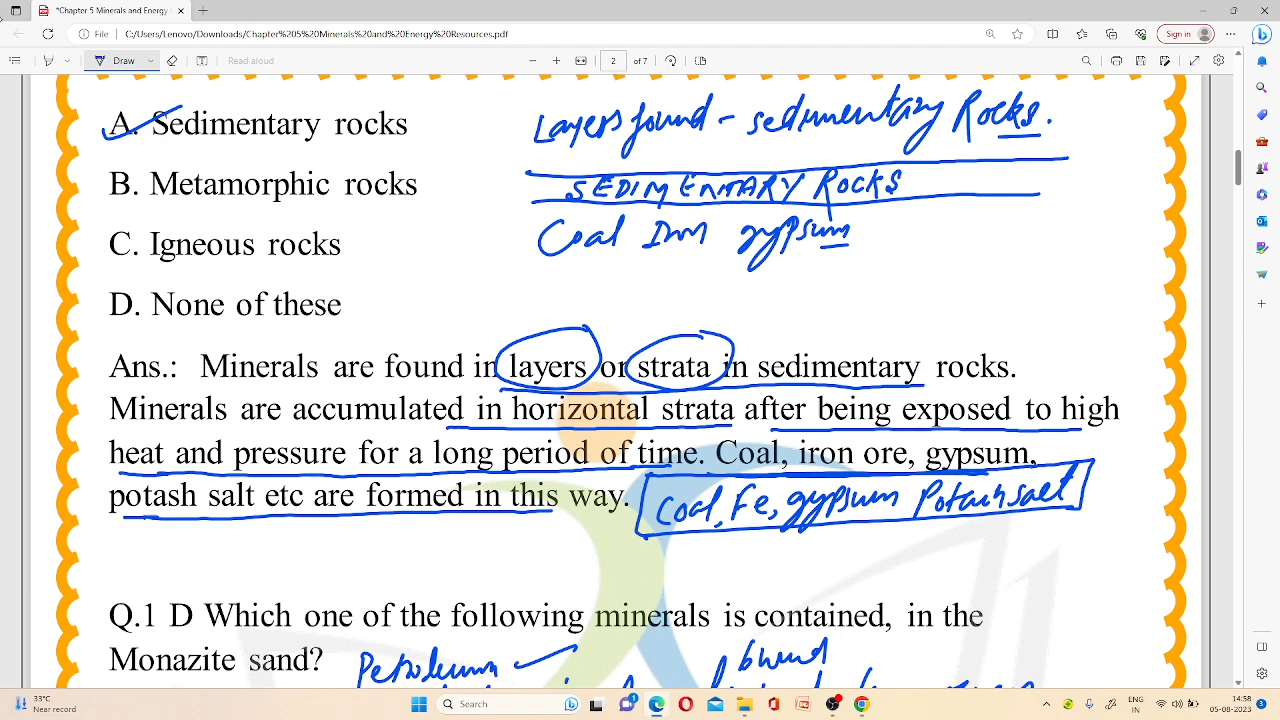 *Chapter 5 Minerals and Energy
File
C:/Users/Lenovo/Downloads/Chapter%205%20Minerals%20and%20Energy%20Resources.pdf
Sign in
Draw
Read aloud
2 of 7
A. Sedimentary rocks
Layers found - sedimentary Rocks.
B. Metamorphic rocks
SEDIMENTARY ROCKS
C. Igneous rocks
Coal Iron gypsum
D. None of these
Ans.: Minerals are found in layers or strata in sedimentary rocks.
Minerals are accumulated in horizontal strata after being exposed to high
heat and pressure for a long period of time. Coal, iron ore, gypsum,
potash salt etc are formed in this way.
Coal, Fe, gypsum Potash salt
Q.1 D Which one of the following minerals is contained, in the
Monazite sand?
Petroleum
33°C
Near record
Search
ENG
IN
14:58
05-08-2023